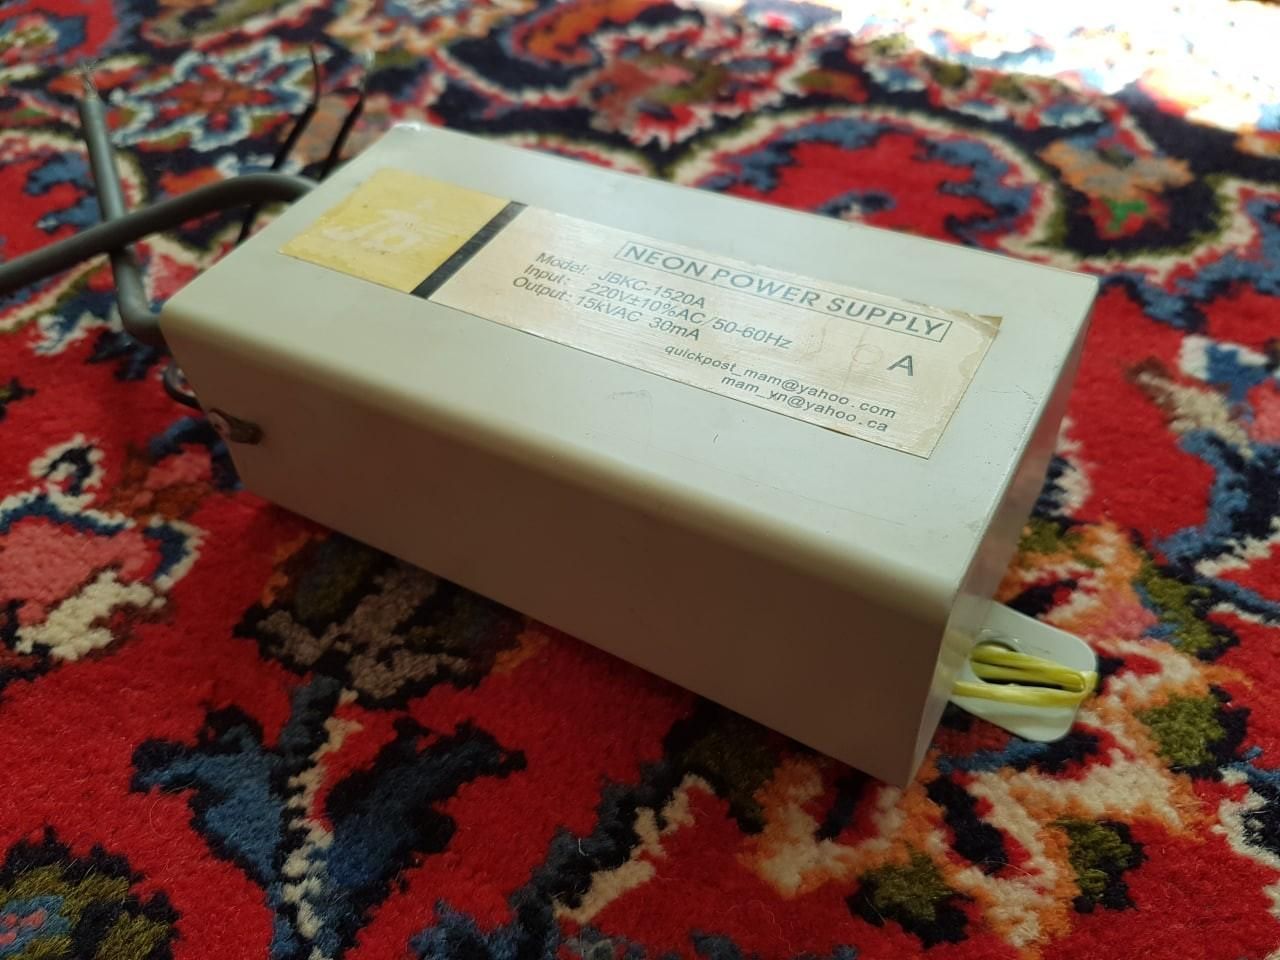 NEON POWER SUPPLY
Model: JBKC-1520A
Input: 220V±10%AC/50-60Hz
Output: 15kVAC 30mA
A
quickpost_mam@yahoo.com
mam_vn@yahoo.ca